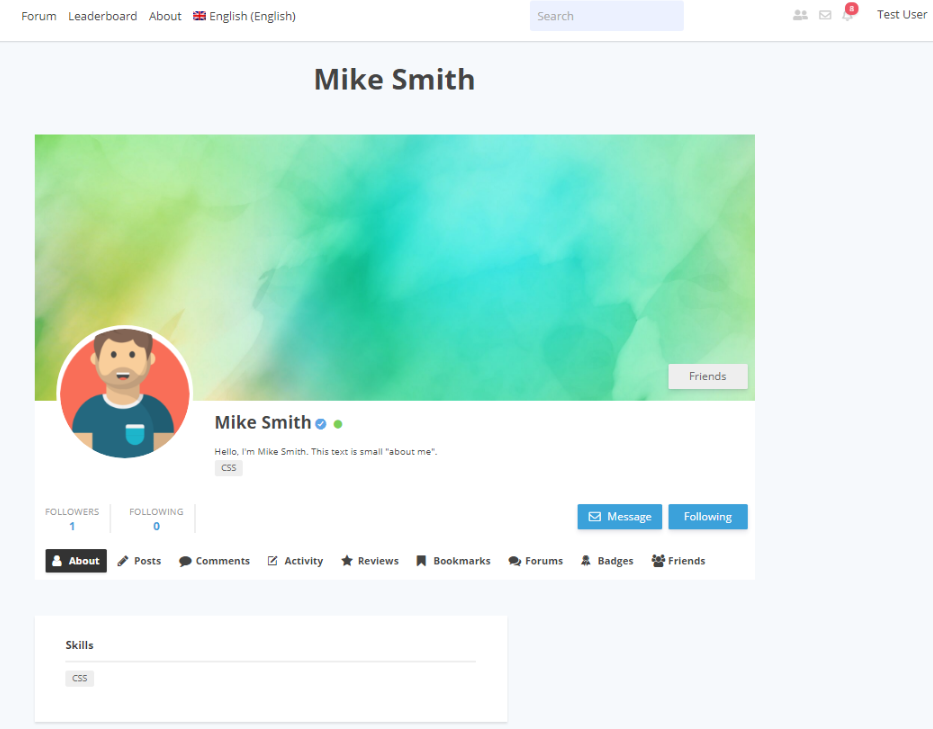 Forum Leaderboard About English (English) Search 8 Test User
Mike Smith
Friends
Mike Smith
Hello, I'm Mike Smith. This text is small "about me".
CSS
FOLLOWERS FOLLOWING
1 0
Message Following
About Posts Comments Activity Reviews Bookmarks Forums Badges Friends
Skills
CSS